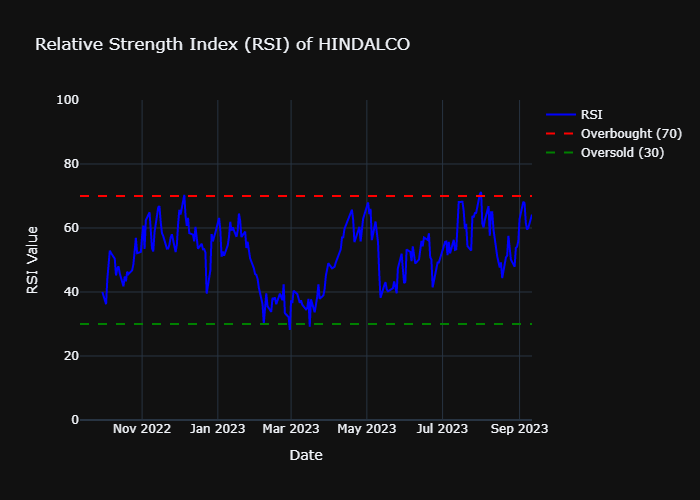 Relative Strength Index (RSI) of HINDALCO
100
80
60
40
20
0
RSI Value
Nov 2022
Jan 2023
Mar 2023
May 2023
Jul 2023
Sep 2023
Date
RSI
Overbought (70)
Oversold (30)